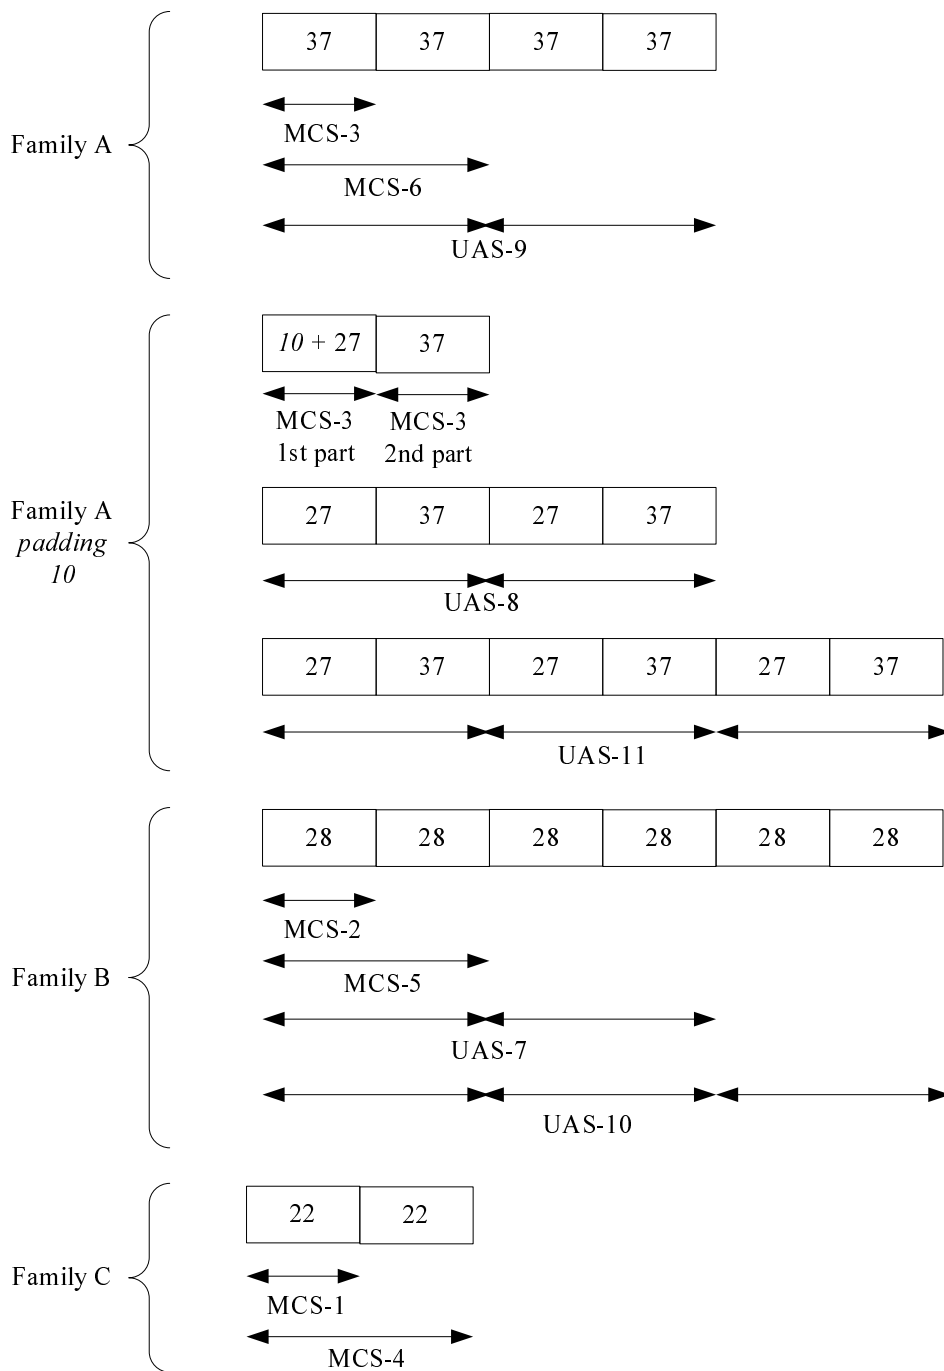 37 37 37 37
Family A
MCS-3
MCS-6
UAS-9
10 + 27 37
MCS-3 MCS-3
1st part 2nd part
Family A
padding
10
27 37 27 37
UAS-8
27 37 27 37 27 37
UAS-11
28 28 28 28 28 28
MCS-2
Family B
MCS-5
UAS-7
UAS-10
22 22
Family C
MCS-1
MCS-4